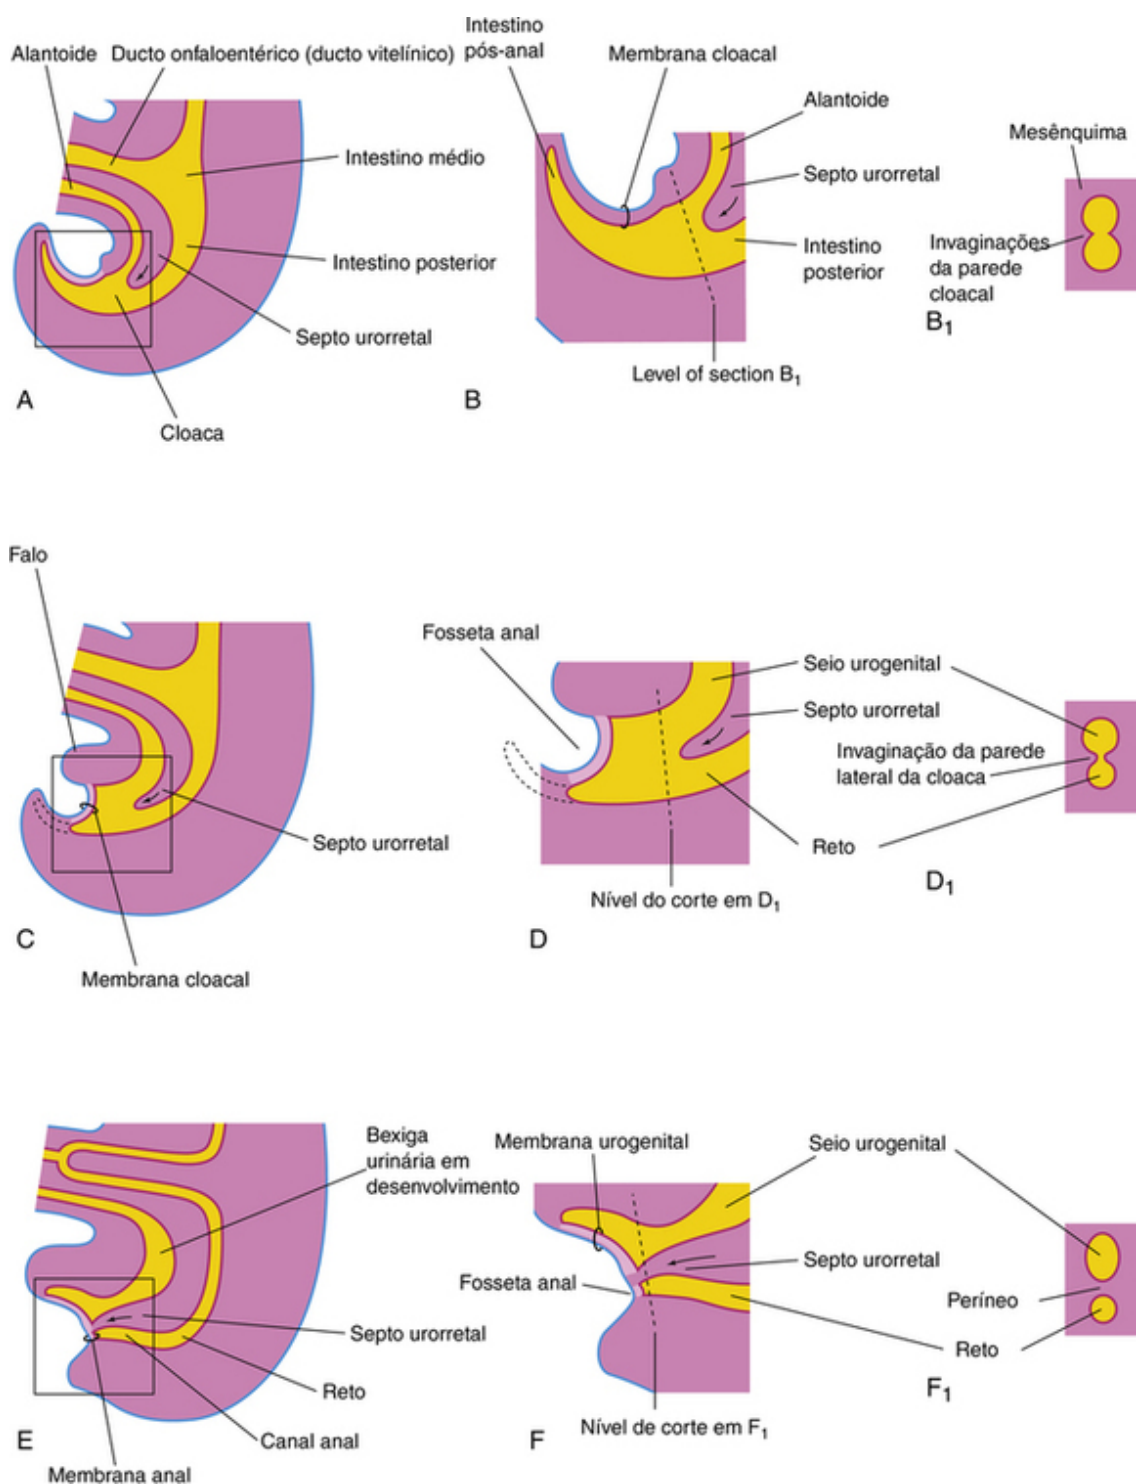 Alantoide
Ducto onfaloentérico (ducto vitelínico)
Intestino médio
Intestino posterior
Septo urorretal
Cloaca
A
Intestino
pós-anal
Membrana cloacal
Alantoide
Septo urorretal
Intestino
posterior
Level of section B1
B
Mesênquima
Invaginações
da parede
cloacal
B1
Falo
Septo urorretal
Membrana cloacal
C
Fosseta anal
Seio urogenital
Septo urorretal
Invaginação da parede
lateral da cloaca
Reto
Nível do corte em D1
D
D1
Bexiga
urinária em
desenvolvimento
Septo urorretal
Reto
Canal anal
Membrana anal
E
Membrana urogenital
Seio urogenital
Septo urorretal
Fosseta anal
Períneo
Reto
Nível de corte em F1
F
F1